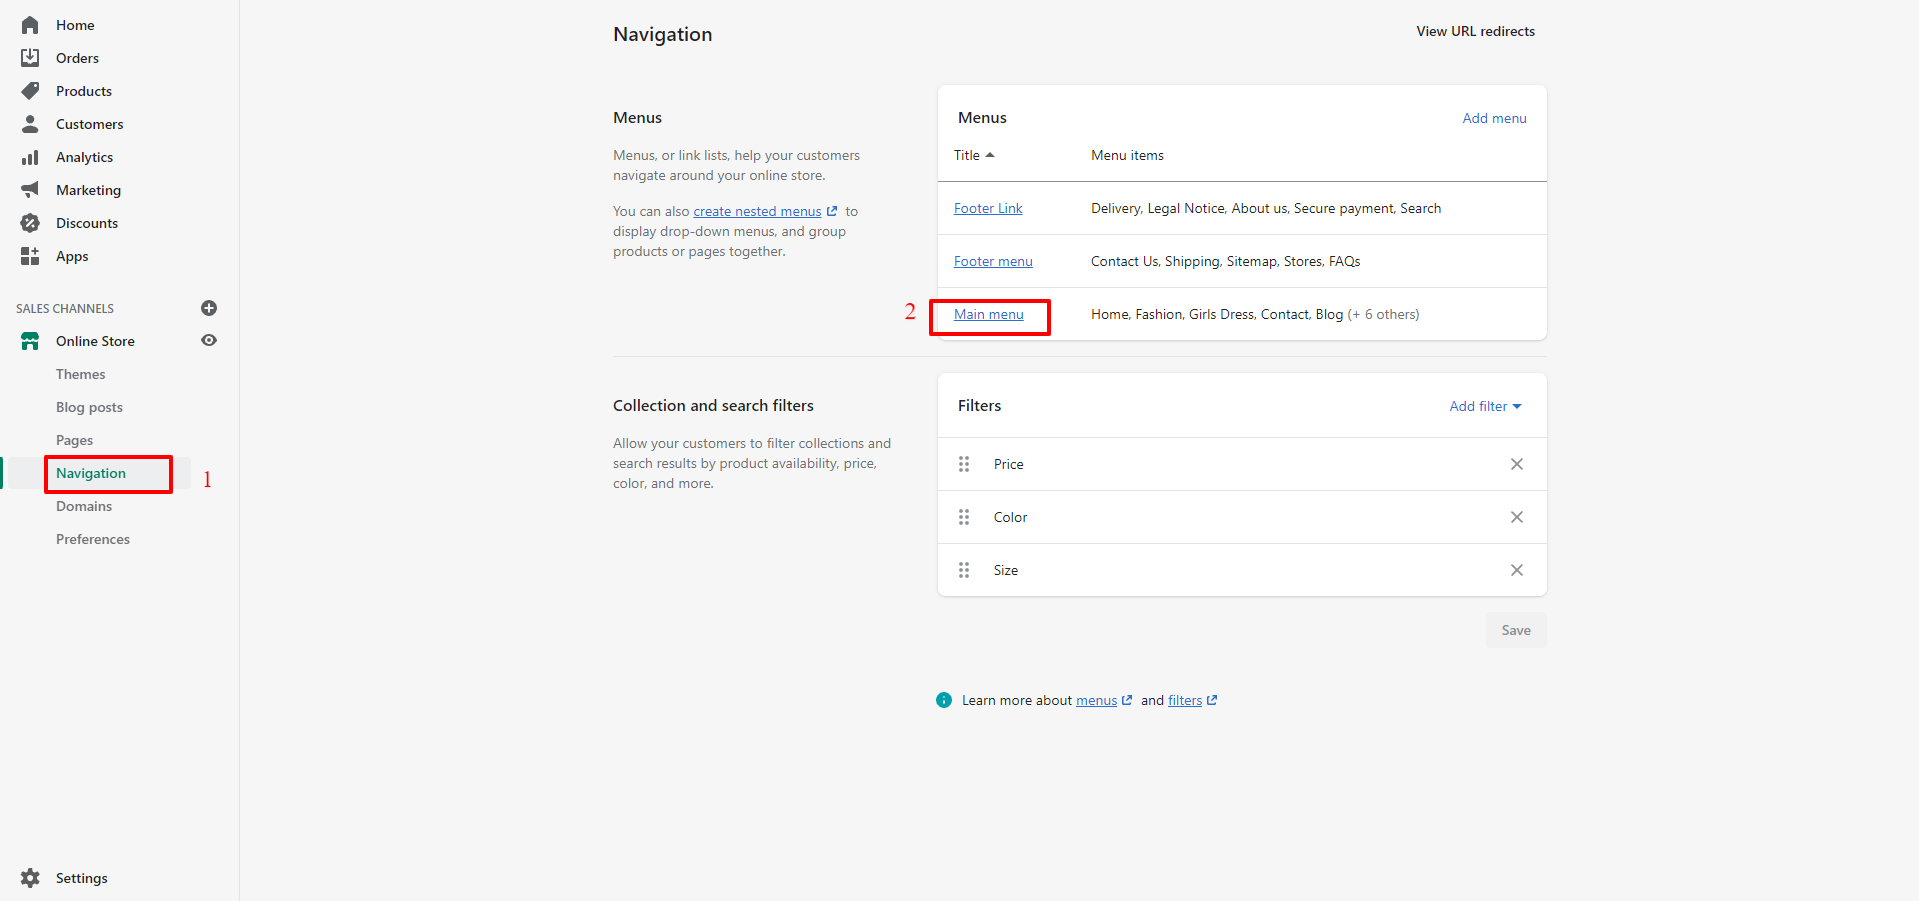 Home
Orders
Products
Customers
Analytics
Marketing
Discounts
Apps
SALES CHANNELS
Online Store
Themes
Blog posts
Pages
Navigation 1
Domains
Preferences
Settings
Navigation
View URL redirects
Menus
Menus, or link lists, help your customers
navigate around your online store.
You can also create nested menus to
display drop-down menus, and group
products or pages together.
Menus Add menu
Title Menu items
Footer Link Delivery, Legal Notice, About us, Secure payment, Search
Footer menu Contact Us, Shipping, Sitemap, Stores, FAQs
2 Main menu Home, Fashion, Girls Dress, Contact, Blog (+ 6 others)
Collection and search filters
Allow your customers to filter collections and
search results by product availability, price,
color, and more.
Filters Add filter
Price
Color
Size
Save
Learn more about menus and filters